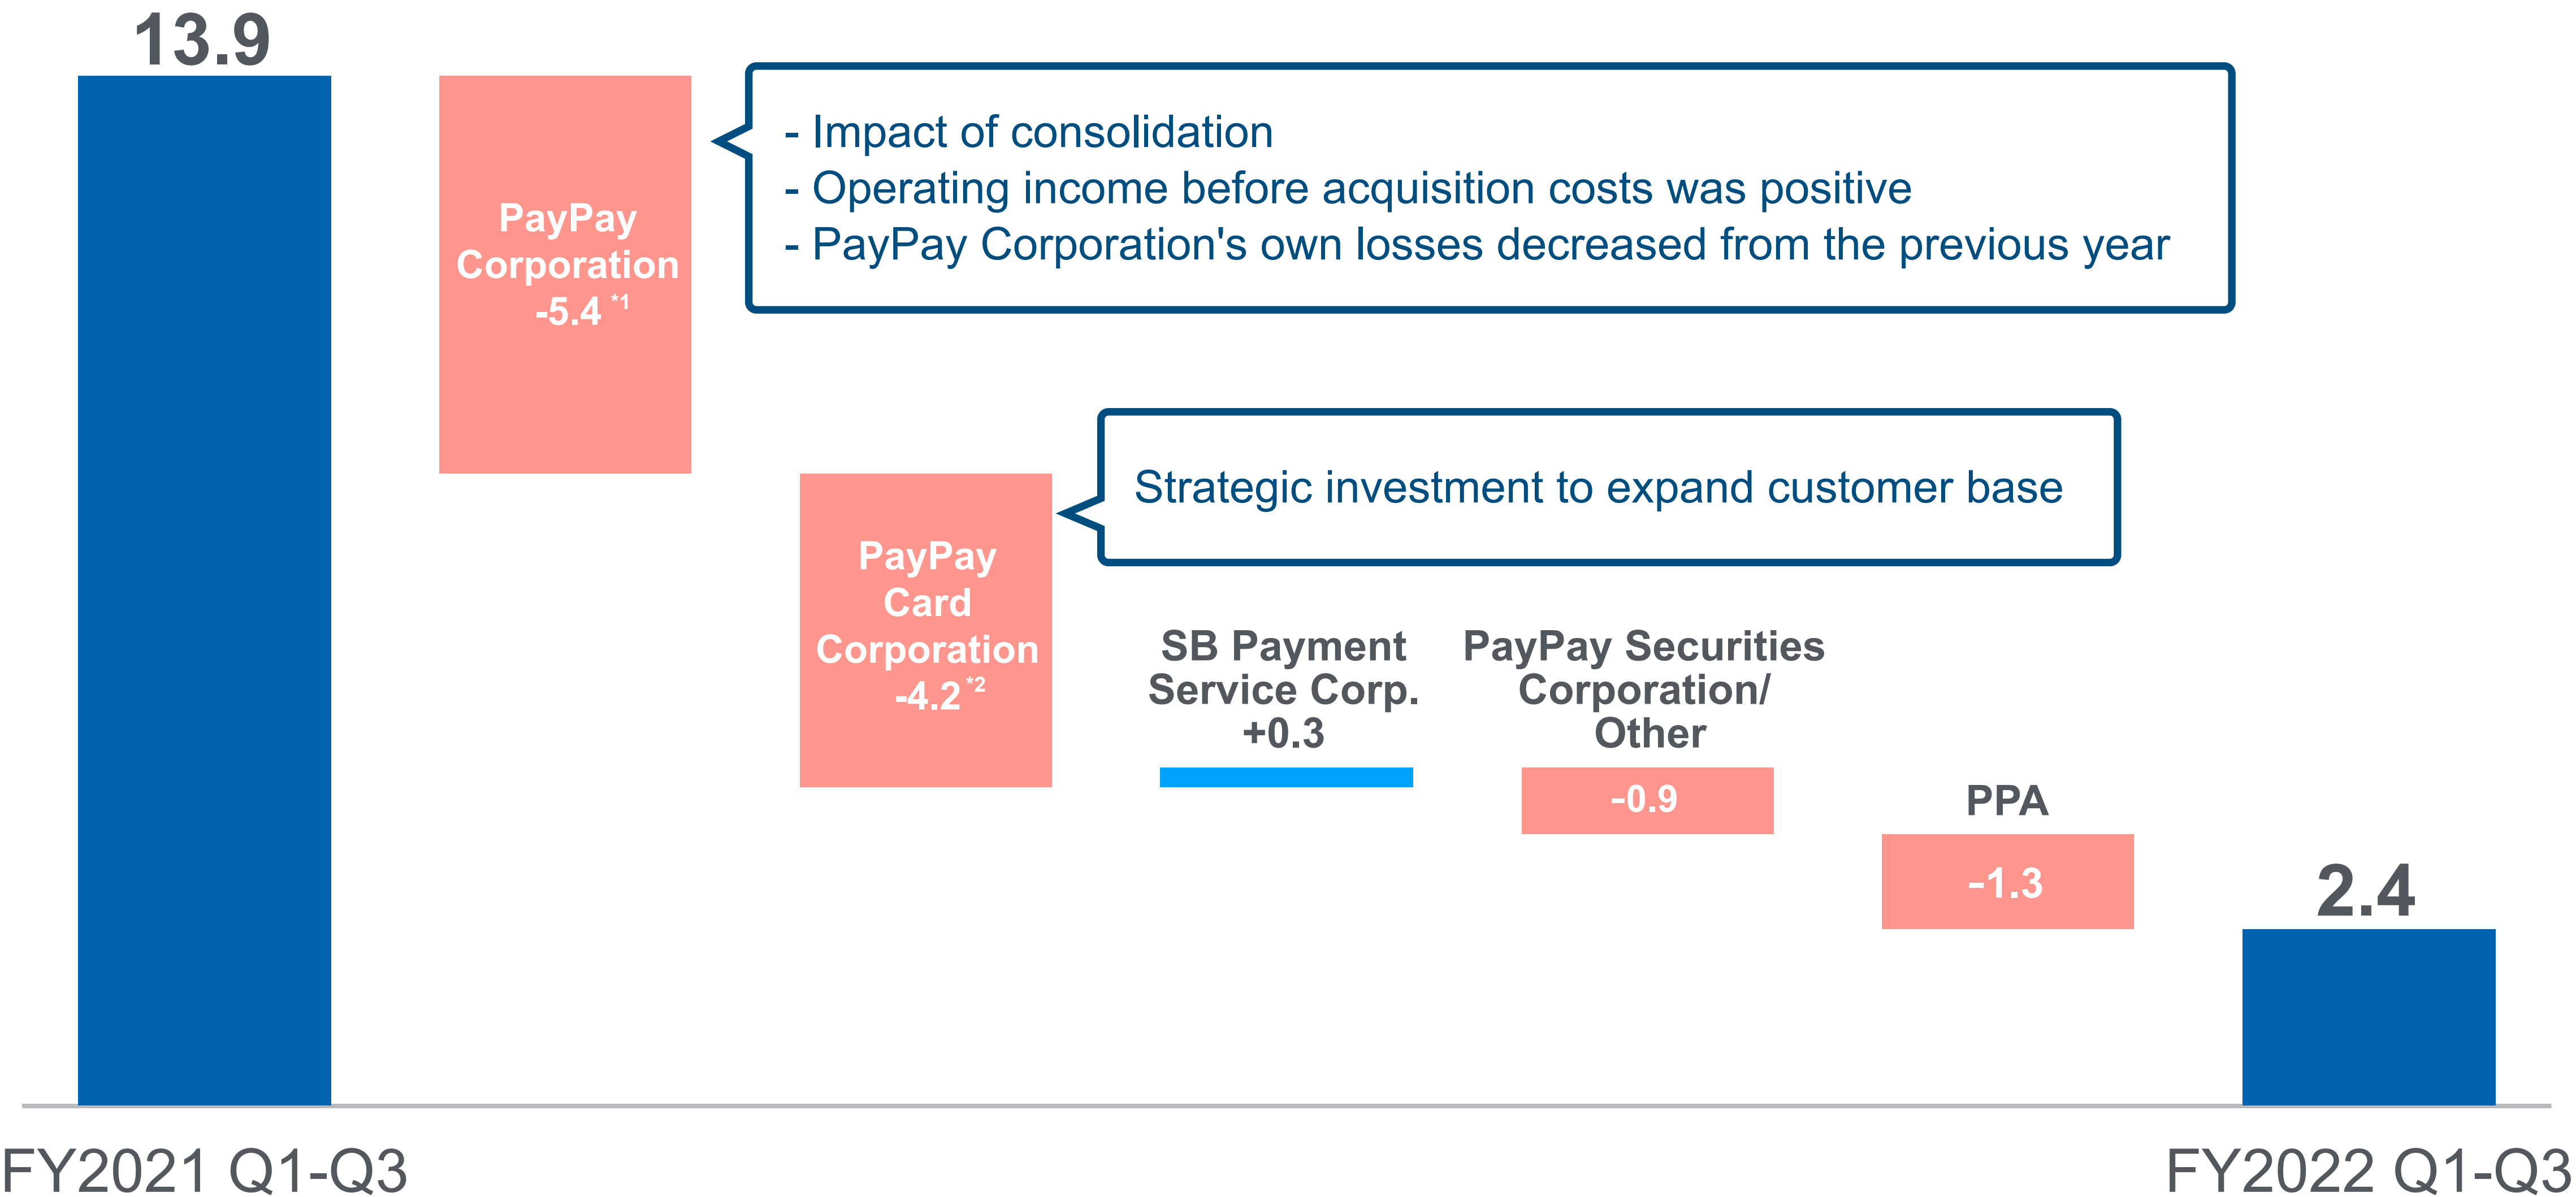 13.9
PayPay
Corporation
-5.4 *1
- Impact of consolidation
- Operating income before acquisition costs was positive
- PayPay Corporation's own losses decreased from the previous year
PayPay
Card
Corporation
-4.2 *2
Strategic investment to expand customer base
SB Payment
Service Corp.
+0.3
PayPay Securities
Corporation/
Other
-0.9
PPA
-1.3
2.4
FY2021 Q1-Q3
FY2022 Q1-Q3